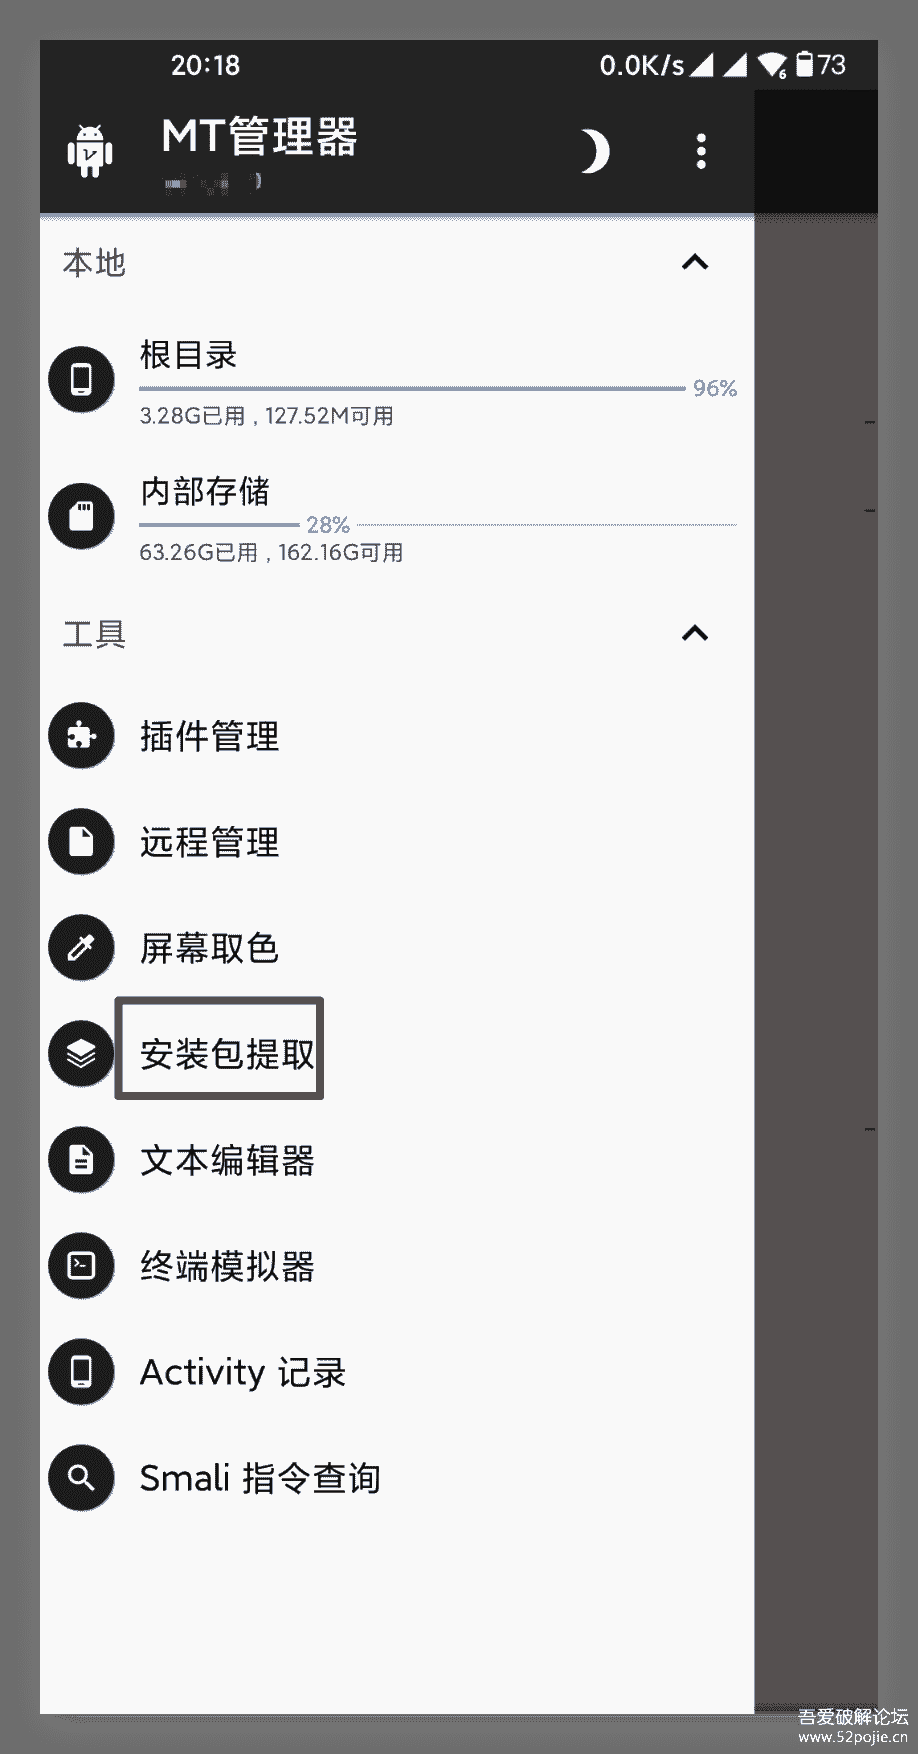 20:18 0.0K/s 6 73
MT管理器
本地
根目录
96%
3.28G已用，127.52M可用
内部存储
28%
63.26G已用，162.16G可用
工具
插件管理
远程管理
屏幕取色
安装包提取
文本编辑器
终端模拟器
Activity 记录
Smali 指令查询
吾爱破解论坛
www.52pojie.cn